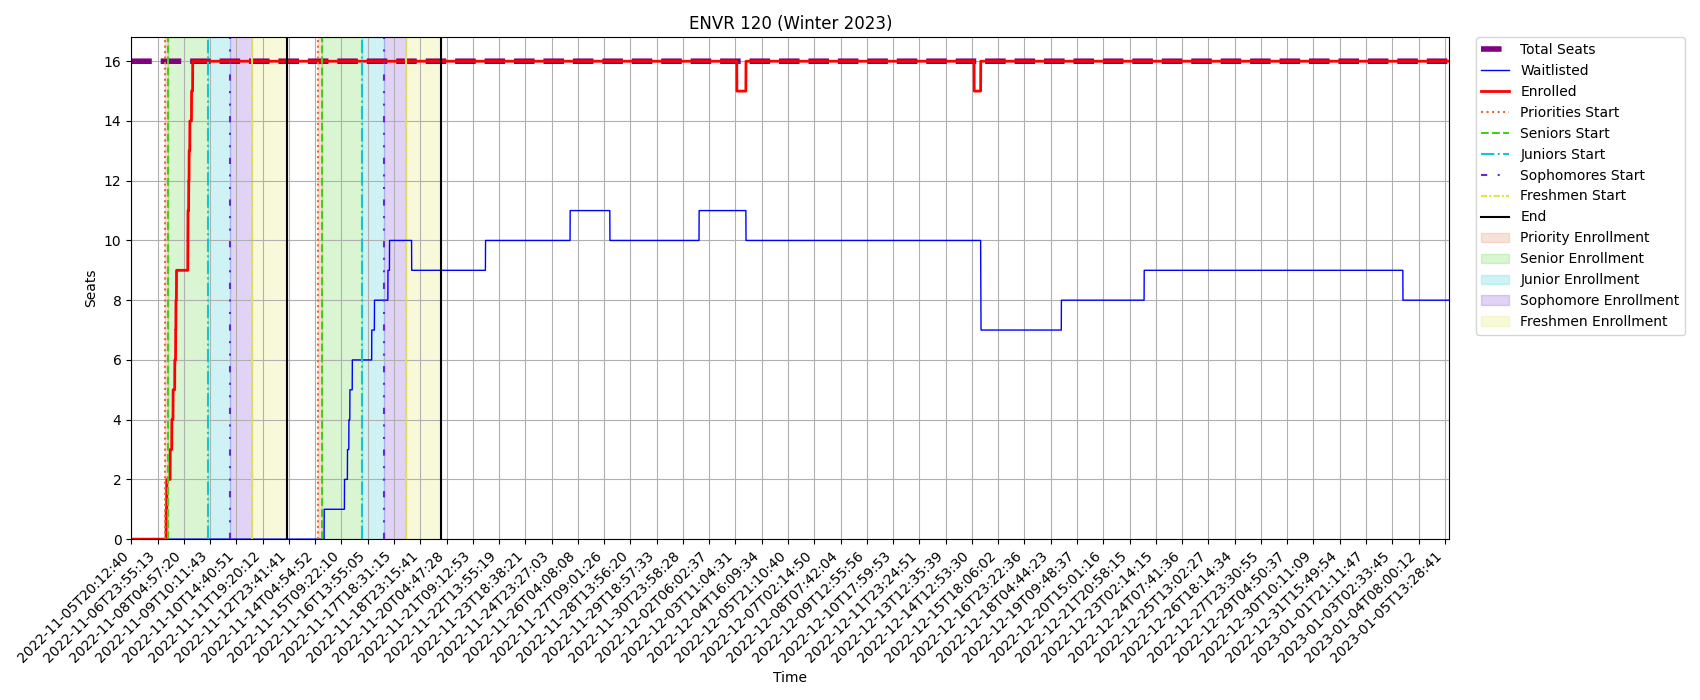 ENVR 120 (Winter 2023)
Seats
16
14
12
10
8
6
4
2
0
2022-11-05T20:12:40
2022-11-06T23:55:13
2022-11-08T04:57:20
2022-11-09T10:11:43
2022-11-10T14:40:51
2022-11-11T19:20:12
2022-11-12T23:41:41
2022-11-14T04:54:52
2022-11-15T09:22:10
2022-11-16T13:55:05
2022-11-17T18:31:15
2022-11-18T23:15:41
2022-11-20T04:47:28
2022-11-21T09:12:53
2022-11-22T13:55:19
2022-11-23T18:38:21
2022-11-24T23:27:03
2022-11-26T04:08:08
2022-11-27T09:01:26
2022-11-28T13:56:20
2022-11-29T18:57:33
2022-11-30T23:58:28
2022-12-02T06:02:37
2022-12-03T11:04:31
2022-12-04T16:09:34
2022-12-05T21:10:40
2022-12-07T02:14:50
2022-12-08T07:42:04
2022-12-09T12:55:56
2022-12-10T17:59:53
2022-12-11T23:24:51
2022-12-13T12:35:39
2022-12-14T12:53:30
2022-12-15T18:06:02
2022-12-16T23:22:36
2022-12-18T04:44:23
2022-12-19T09:48:37
2022-12-20T15:01:16
2022-12-21T20:58:15
2022-12-23T02:14:15
2022-12-24T07:41:36
2022-12-25T13:02:27
2022-12-26T18:14:34
2022-12-27T23:30:55
2022-12-29T04:50:37
2022-12-30T10:11:09
2022-12-31T15:49:54
2023-01-01T21:11:47
2023-01-03T02:33:45
2023-01-04T08:00:12
2023-01-05T13:28:41
Time
Total Seats
Waitlisted
Enrolled
Priorities Start
Seniors Start
Juniors Start
Sophomores Start
Freshmen Start
End
Priority Enrollment
Senior Enrollment
Junior Enrollment
Sophomore Enrollment
Freshmen Enrollment